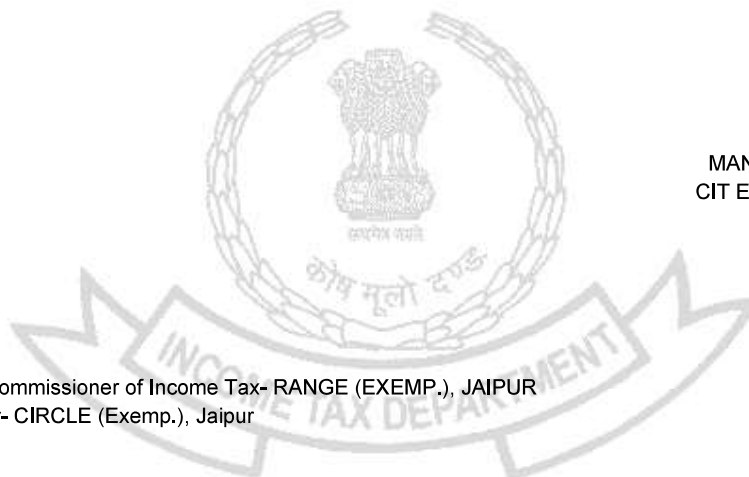 MAN
CIT E
सत्यमेव जयते
कोष मूलो दण्डः
INCOME TAX DEPARTMENT
ommissioner of Income Tax- RANGE (EXEMP.), JAIPUR
- CIRCLE (Exemp.), Jaipur